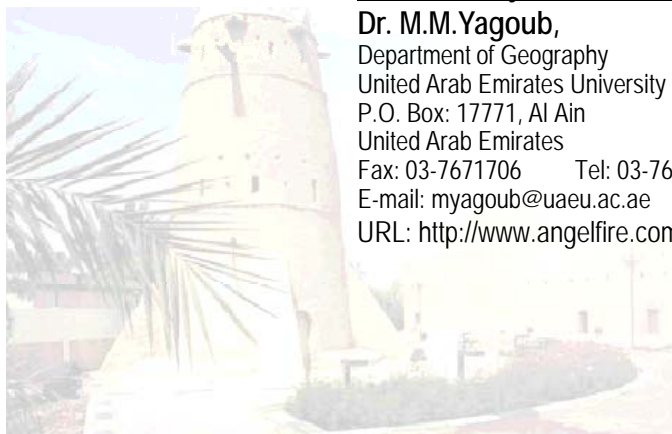 Dr. M.M.Yagoub,
Department of Geography
United Arab Emirates University
P.O. Box: 17771, Al Ain
United Arab Emirates
Fax: 03-7671706 Tel: 03-76
E-mail: myagoub@uaeu.ac.ae
URL: http://www.angelfire.com